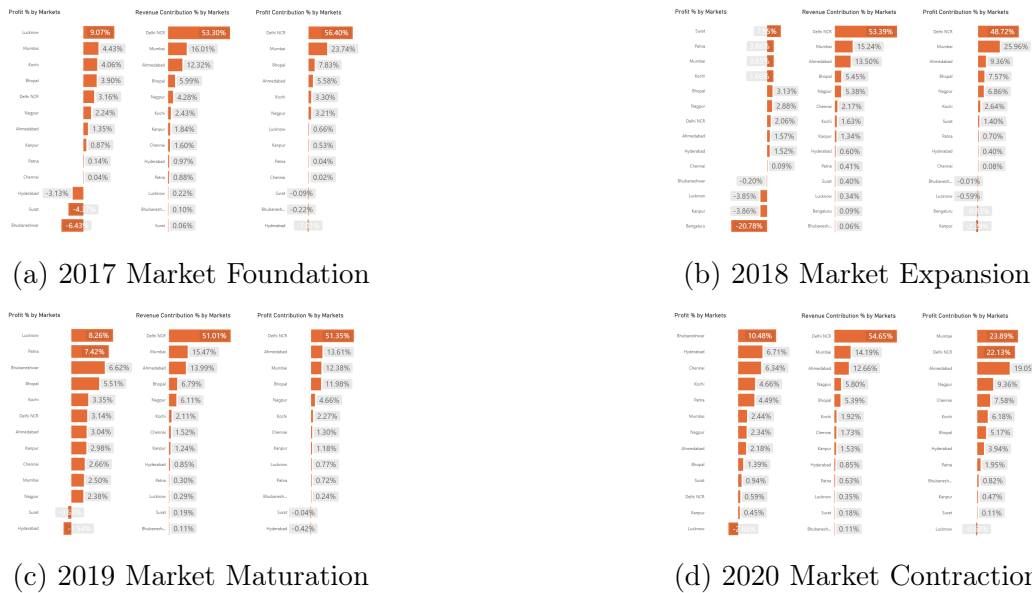 Profit % by Markets
Lucknow 9.07%
Mumbai 4.43%
Kochi 4.06%
Bhopal 3.90%
Delhi NCR 3.16%
Nagpur 2.24%
Ahmedabad 1.35%
Kanpur 0.87%
Patna 0.14%
Chennai 0.04%
Hyderabad -3.13%
Surat
Bhubaneshwar -6.43%
Revenue Contribution % by Markets
Delhi NCR 53.30%
Mumbai 16.01%
Ahmedabad 12.32%
Bhopal 5.99%
Nagpur 4.28%
Kochi 2.43%
Kanpur 1.84%
Chennai 1.60%
Hyderabad 0.97%
Patna 0.88%
Lucknow 0.22%
Bhubanesh... 0.10%
Surat 0.06%
Profit Contribution % by Markets
Delhi NCR 56.40%
Mumbai 23.74%
Bhopal 7.83%
Ahmedabad 5.58%
Kochi 3.30%
Nagpur 3.21%
Lucknow 0.66%
Kanpur 0.53%
Patna 0.04%
Chennai 0.02%
Surat -0.09%
Bhubanesh... -0.22%
Hyderabad
(a) 2017 Market Foundation
Profit % by Markets
Surat
Patna
Mumbai
Kochi
Bhopal 3.13%
Nagpur 2.88%
Delhi NCR 2.06%
Ahmedabad 1.57%
Hyderabad 1.52%
Chennai 0.09%
Bhubaneshwar -0.20%
Lucknow -3.85%
Kanpur -3.86%
Bengaluru -20.78%
Revenue Contribution % by Markets
Delhi NCR 53.39%
Mumbai 15.24%
Ahmedabad 13.50%
Bhopal 5.45%
Nagpur 5.38%
Chennai 2.17%
Kochi 1.63%
Kanpur 1.34%
Hyderabad 0.60%
Patna 0.41%
Surat 0.40%
Lucknow 0.34%
Bengaluru 0.09%
Bhubanesh... 0.06%
Profit Contribution % by Markets
Delhi NCR 48.72%
Mumbai 25.96%
Ahmedabad 9.36%
Bhopal 7.57%
Nagpur 6.86%
Kochi 2.64%
Surat 1.40%
Patna 0.70%
Hyderabad 0.40%
Chennai 0.08%
Bhubanesh... -0.01%
Lucknow -0.59%
Bengaluru
Kanpur
(b) 2018 Market Expansion
Profit % by Markets
Lucknow 8.26%
Patna 7.42%
Bhubaneshwar 6.62%
Bhopal 5.51%
Kochi 3.35%
Delhi NCR 3.14%
Ahmedabad 3.04%
Kanpur 2.98%
Chennai 2.66%
Mumbai 2.50%
Nagpur 2.38%
Surat
Hyderabad
Revenue Contribution % by Markets
Delhi NCR 51.01%
Mumbai 15.47%
Ahmedabad 13.99%
Bhopal 6.79%
Nagpur 6.11%
Kochi 2.11%
Chennai 1.52%
Kanpur 1.24%
Hyderabad 0.85%
Patna 0.30%
Lucknow 0.29%
Surat 0.19%
Bhubanesh... 0.11%
Profit Contribution % by Markets
Delhi NCR 51.35%
Ahmedabad 13.61%
Mumbai 12.38%
Bhopal 11.98%
Nagpur 4.66%
Kochi 2.27%
Chennai 1.30%
Kanpur 1.18%
Lucknow 0.77%
Patna 0.72%
Bhubanesh... 0.24%
Surat -0.04%
Hyderabad -0.42%
(c) 2019 Market Maturation
Profit % by Markets
Bhubaneshwar 10.48%
Hyderabad 6.71%
Chennai 6.34%
Kochi 4.66%
Patna 4.49%
Mumbai 2.44%
Nagpur 2.34%
Ahmedabad 2.18%
Bhopal 1.39%
Surat 0.94%
Delhi NCR 0.59%
Kanpur 0.45%
Lucknow
Revenue Contribution % by Markets
Delhi NCR 54.65%
Mumbai 14.19%
Ahmedabad 12.66%
Nagpur 5.80%
Bhopal 5.39%
Kochi 1.92%
Chennai 1.73%
Kanpur 1.53%
Hyderabad 0.85%
Patna 0.63%
Lucknow 0.35%
Surat 0.18%
Bhubanesh... 0.11%
Profit Contribution % by Markets
Mumbai 23.89%
Delhi NCR 22.13%
Ahmedabad 19.05
Nagpur 9.36%
Chennai 7.58%
Kochi 6.18%
Bhopal 5.17%
Hyderabad 3.94%
Patna 1.95%
Bhubanesh... 0.82%
Kanpur 0.47%
Surat 0.11%
Lucknow
(d) 2020 Market Contraction